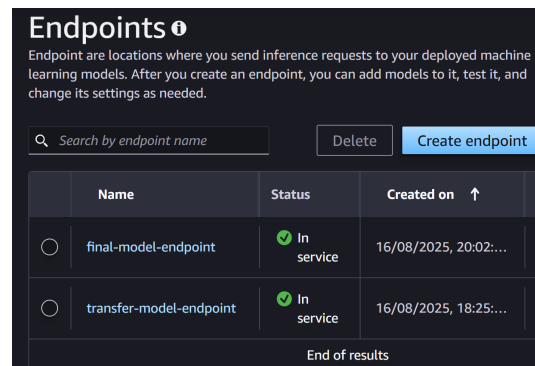 Endpoints
Endpoint are locations where you send inference requests to your deployed machine
learning models. After you create an endpoint, you can add models to it, test it, and
change its settings as needed.
Search by endpoint name
Delete
Create endpoint
Name
Status
Created on ↑
final-model-endpoint
In
service
16/08/2025, 20:02:...
transfer-model-endpoint
In
service
16/08/2025, 18:25:...
End of results